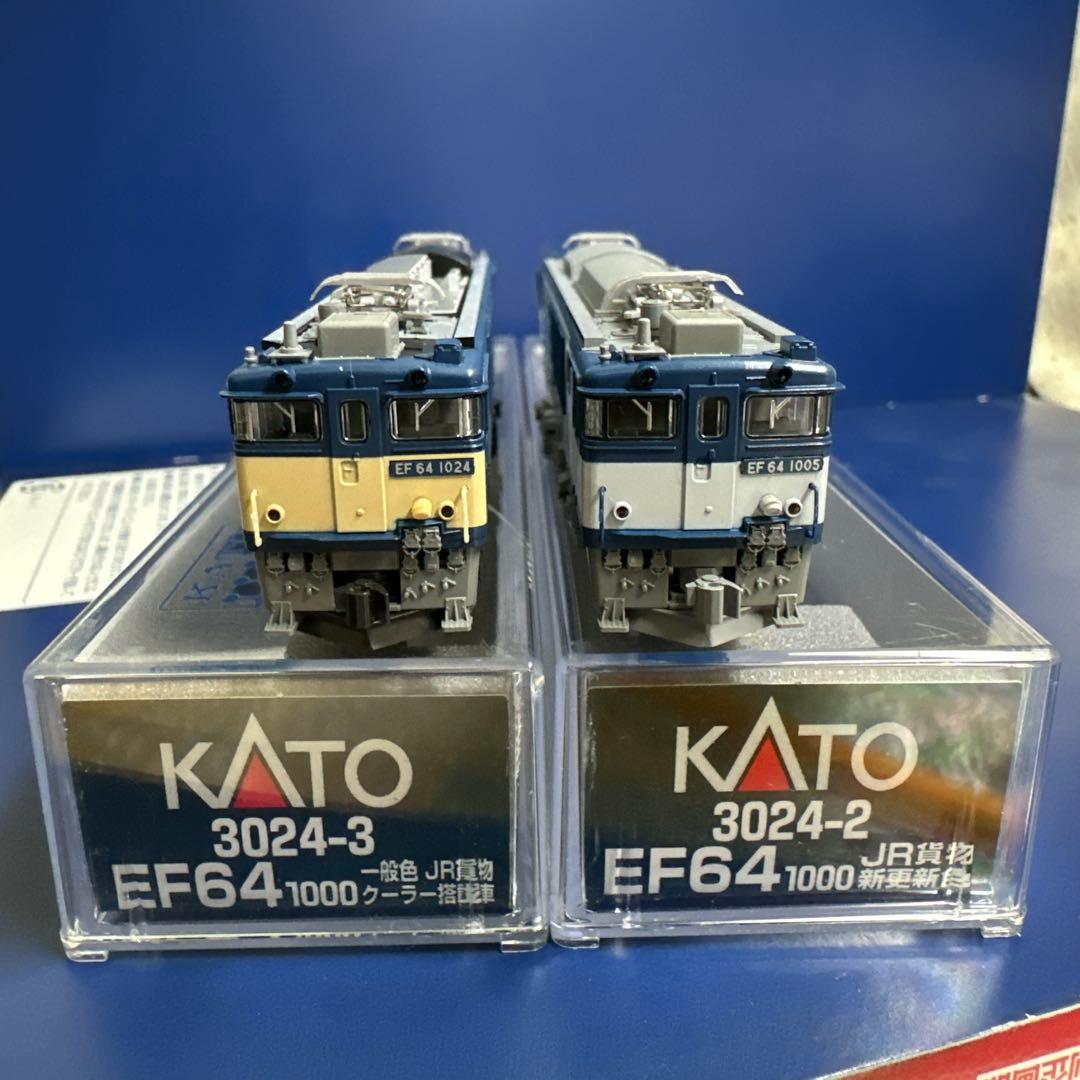 EF 64 1024
EF 64 1005
KATO
3024-3
EF64 1000 一般色 JR貨物
クーラー搭載車
KATO
3024-2
EF64 1000 JR貨物
新更新色